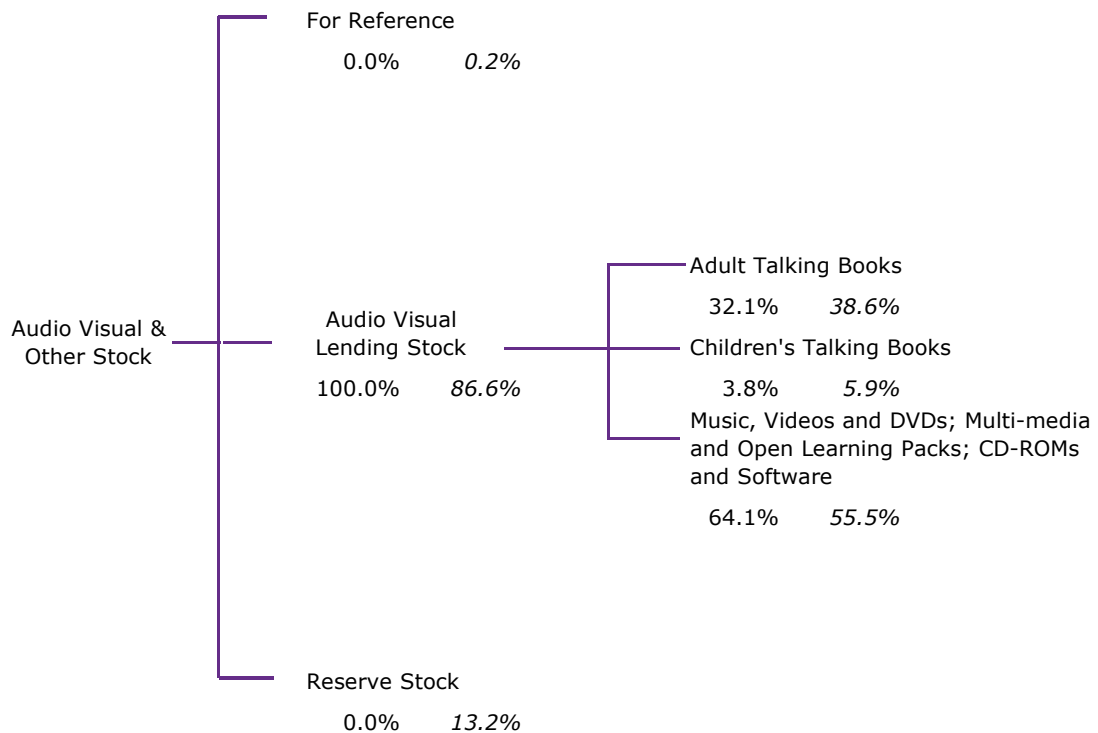 For Reference
0.0% 0.2%
Audio Visual &
Other Stock
Audio Visual
Lending Stock
100.0% 86.6%
Adult Talking Books
32.1% 38.6%
Children's Talking Books
3.8% 5.9%
Music, Videos and DVDs; Multi-media
and Open Learning Packs; CD-ROMs
and Software
64.1% 55.5%
Reserve Stock
0.0% 13.2%